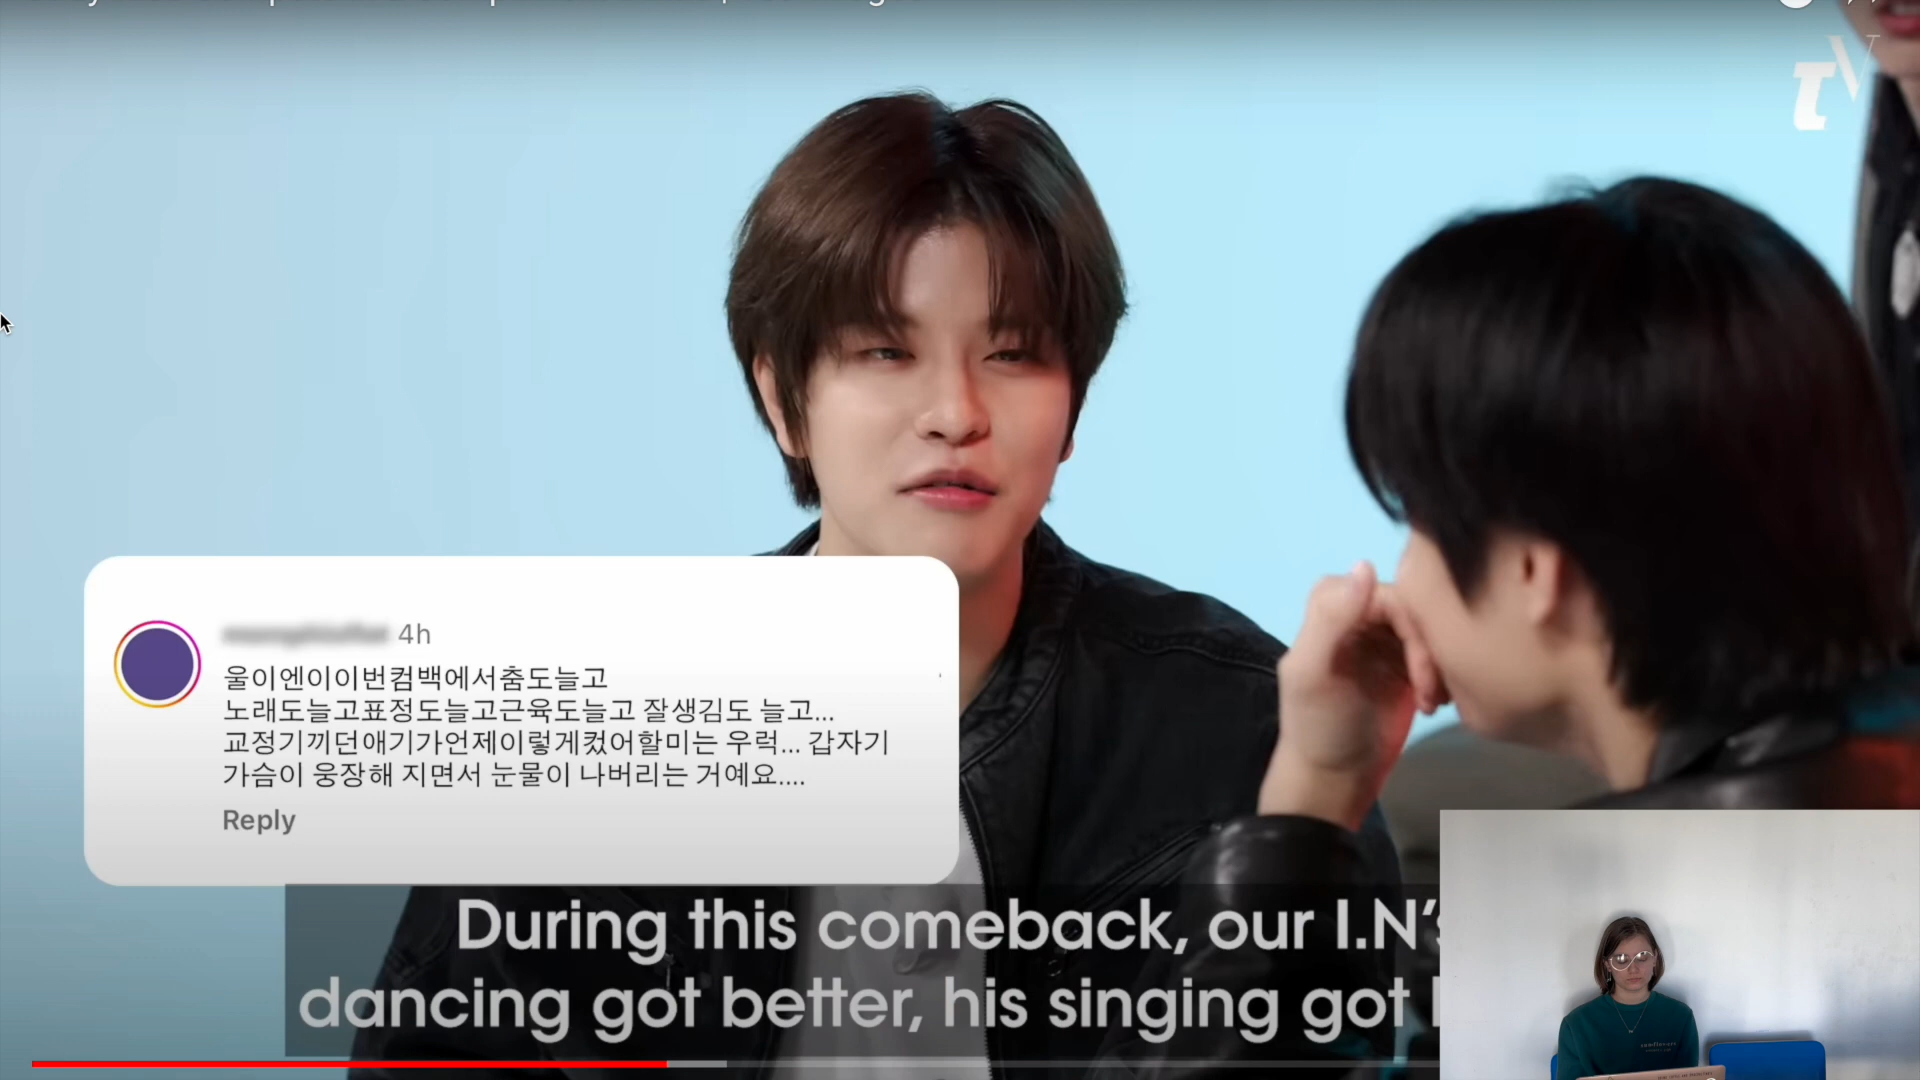 tV
4h
울이엔이이번컴백에서춤도늘고
노래도늘고표정도늘고근육도늘고 잘생김도 늘고...
교정기끼던애기가언제이렇게컸어할미는 우럭... 갑자기
가슴이 웅장해 지면서 눈물이 나버리는 거예요....
Reply
During this comeback, our I.N's
dancing got better, his singing got